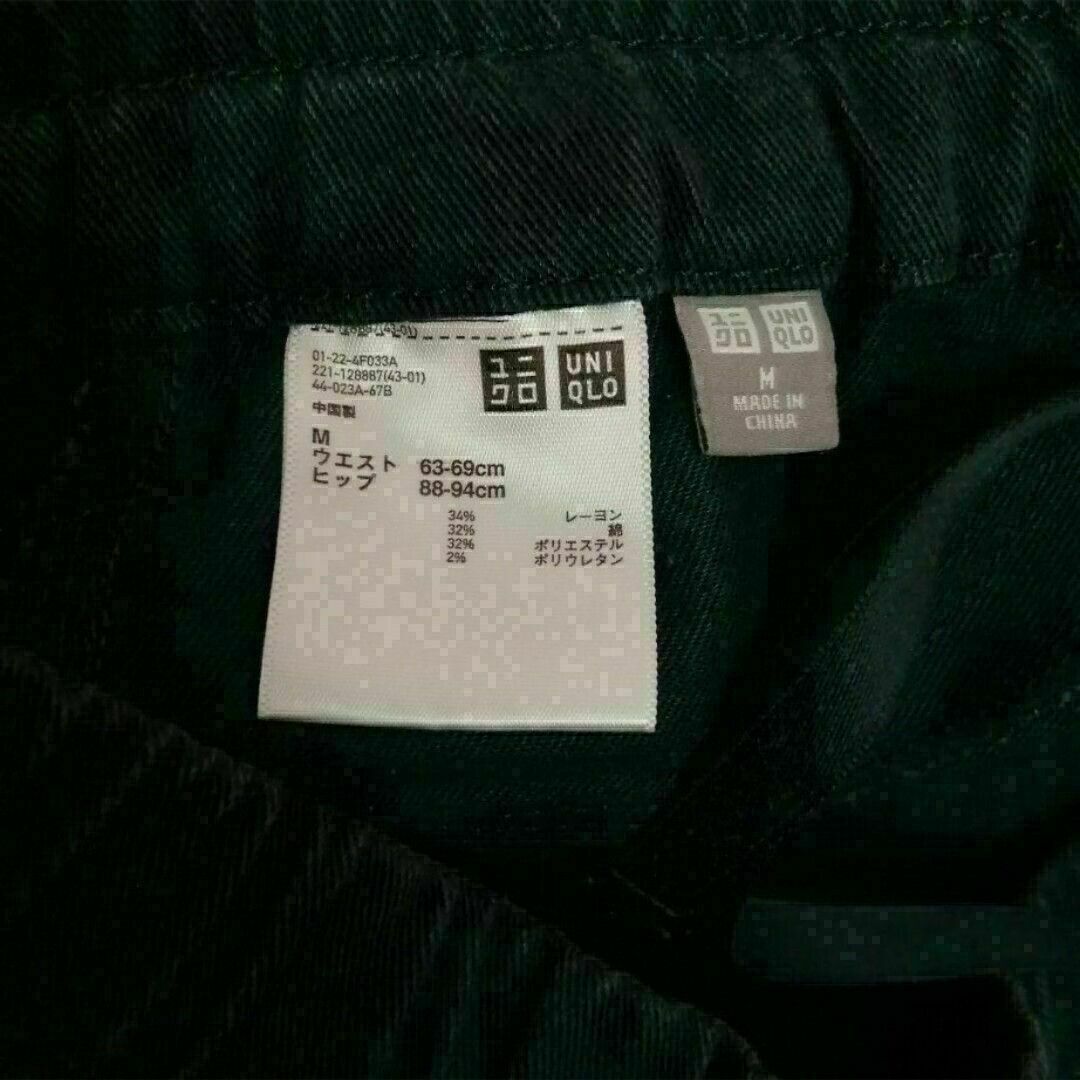 01-22-4F033A
221-128887(43-01)
44-023A-67B
中国製
M
ウエスト 63-69cm
ヒップ 88-94cm
34% レーヨン
32% 綿
32% ポリエステル
2% ポリウレタン
ユニ
クロ
UNI
QLO
ユニ
クロ
UNI
QLO
M
MADE IN
CHINA